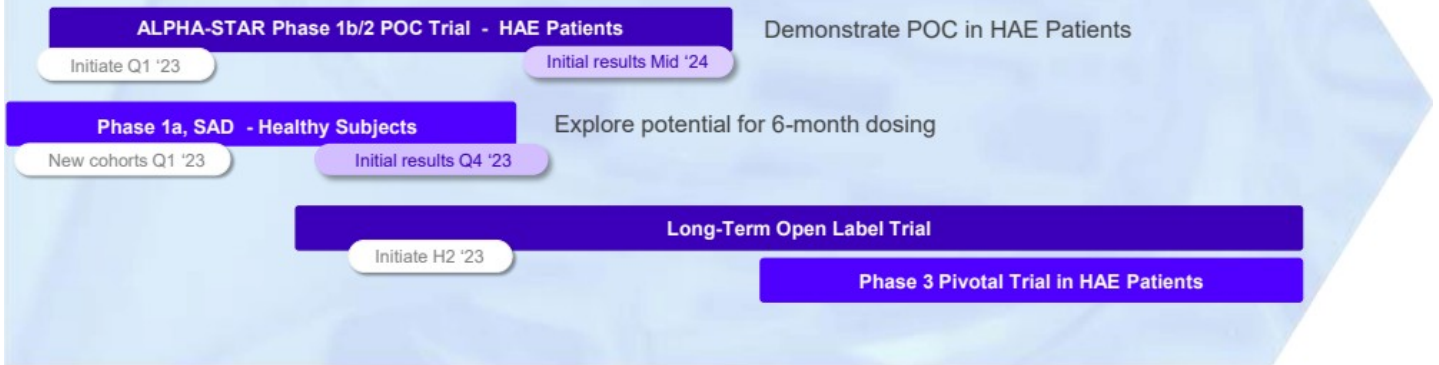 ALPHA-STAR Phase 1b/2 POC Trial - HAE Patients
Demonstrate POC in HAE Patients
Initiate Q1 ‘23
Initial results Mid ‘24
Phase 1a, SAD - Healthy Subjects
Explore potential for 6-month dosing
New cohorts Q1 ‘23
Initial results Q4 ‘23
Long-Term Open Label Trial
Initiate H2 ‘23
Phase 3 Pivotal Trial in HAE Patients